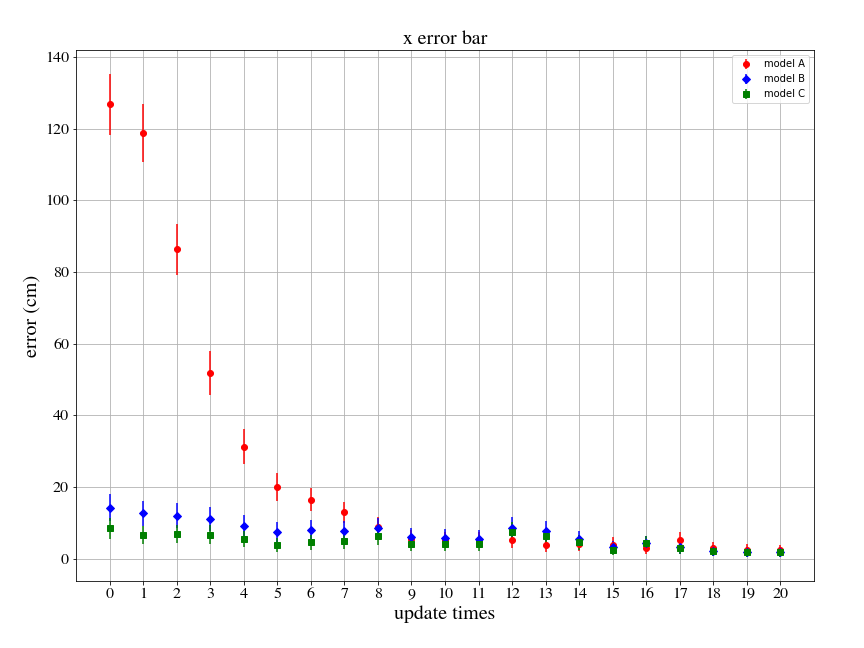 x error bar
model A
model B
model C
140
120
100
80
60
40
20
0
error (cm)
0 1 2 3 4 5 6 7 8 9 10 11 12 13 14 15 16 17 18 19 20
update times